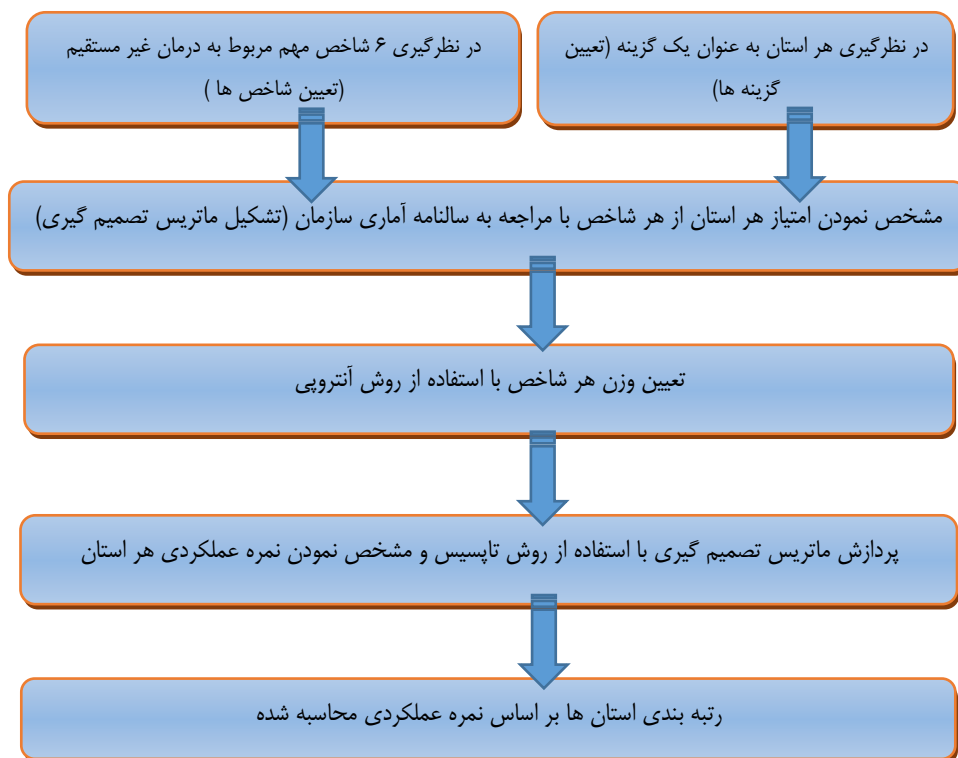 در نظرگیری هر استان به عنوان یک گزینه (تعیین
گزینه ها)
در نظرگیری ۶ شاخص مهم مربوط به درمان غیر مستقیم
(تعیین شاخص ها )
مشخص نمودن امتیاز هر استان از هر شاخص با مراجعه به سالنامه آماری سازمان (تشکیل ماتریس تصمیم گیری)
تعیین وزن هر شاخص با استفاده از روش آنتروپی
پردازش ماتریس تصمیم گیری با استفاده از روش تاپسیس و مشخص نمودن نمره عملکردی هر استان
رتبه بندی استان ها بر اساس نمره عملکردی محاسبه شده